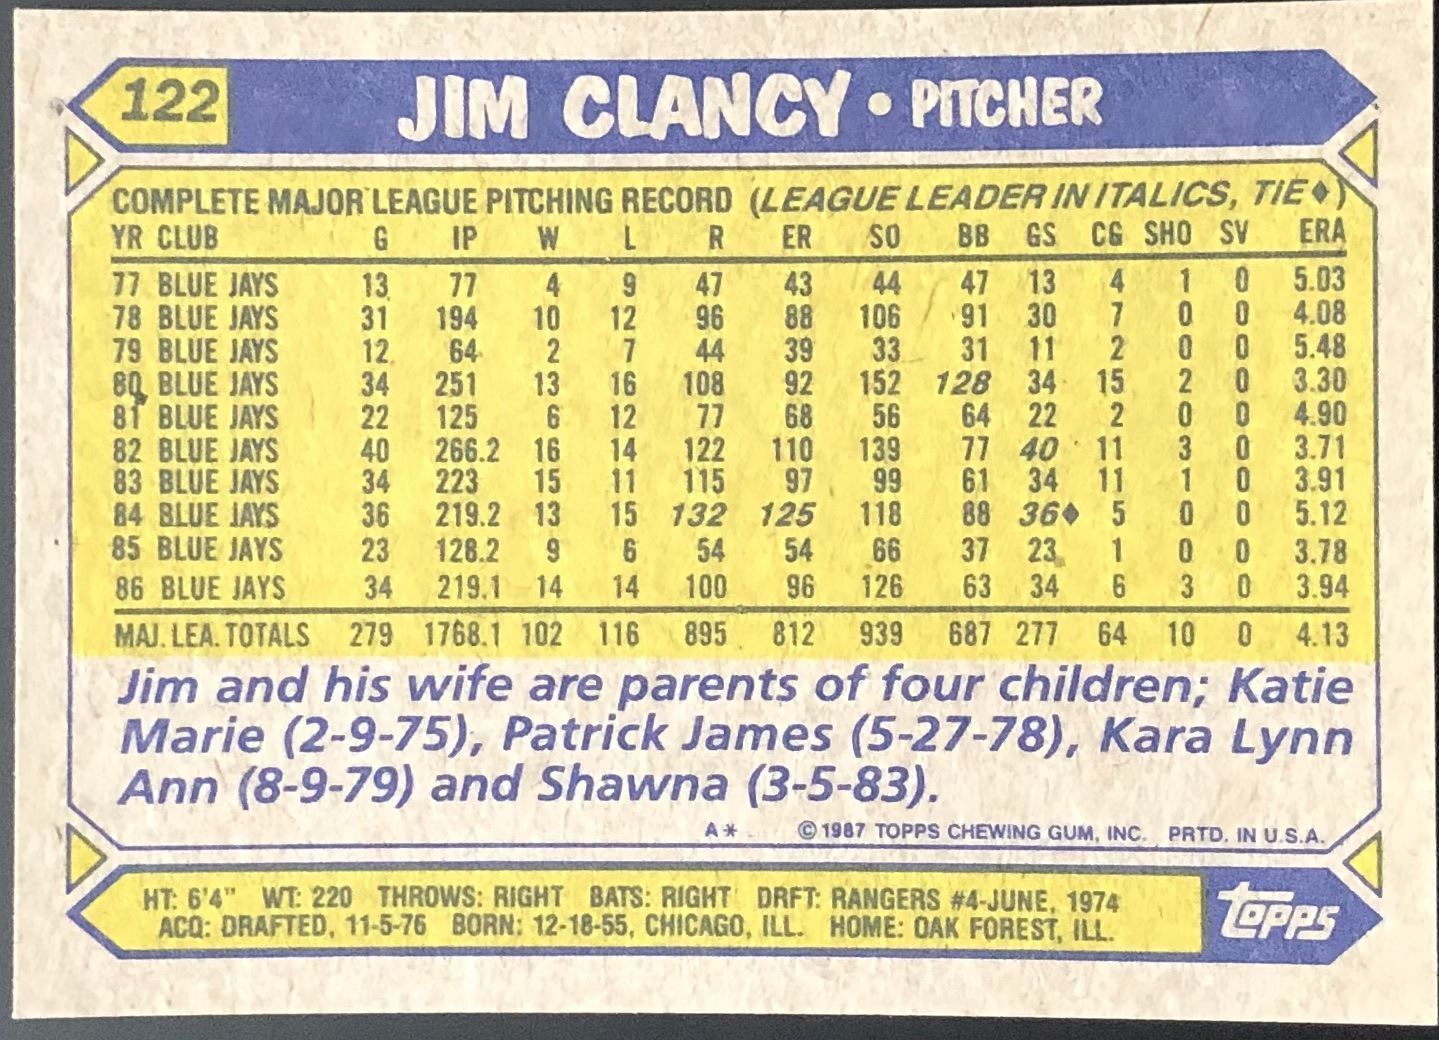 122
JIM CLANCY • PITCHER
COMPLETE MAJOR LEAGUE PITCHING RECORD (LEAGUE LEADER IN ITALICS, TIE♦)
YR CLUB G IP W L R ER SO BB GS CG SHO SV ERA
77 BLUE JAYS 13 77 4 9 47 43 44 47 13 4 1 0 5.03
78 BLUE JAYS 31 194 10 12 96 88 106 91 30 7 0 0 4.08
79 BLUE JAYS 12 64 2 7 44 39 33 31 11 2 0 0 5.48
80 BLUE JAYS 34 251 13 16 108 92 152 128 34 15 2 0 3.30
81 BLUE JAYS 22 125 6 12 77 68 56 64 22 2 0 0 4.90
82 BLUE JAYS 40 266.2 16 14 122 110 139 77 40 11 3 0 3.71
83 BLUE JAYS 34 223 15 11 115 97 99 61 34 11 1 0 3.91
84 BLUE JAYS 36 219.2 13 15 132 125 118 88 36♦ 5 0 0 5.12
85 BLUE JAYS 23 128.2 9 6 54 54 66 37 23 1 0 0 3.78
86 BLUE JAYS 34 219.1 14 14 100 96 126 63 34 6 3 0 3.94
MAJ. LEA. TOTALS 279 1768.1 102 116 895 812 939 687 277 64 10 0 4.13
Jim and his wife are parents of four children; Katie
Marie (2-9-75), Patrick James (5-27-78), Kara Lynn
Ann (8-9-79) and Shawna (3-5-83).
A* ©1987 TOPPS CHEWING GUM, INC. PRTD. IN U.S.A.
HT: 6'4" WT: 220 THROWS: RIGHT BATS: RIGHT DRFT: RANGERS #4-JUNE, 1974
ACQ: DRAFTED, 11-5-76 BORN: 12-18-55, CHICAGO, ILL. HOME: OAK FOREST, ILL.
topps